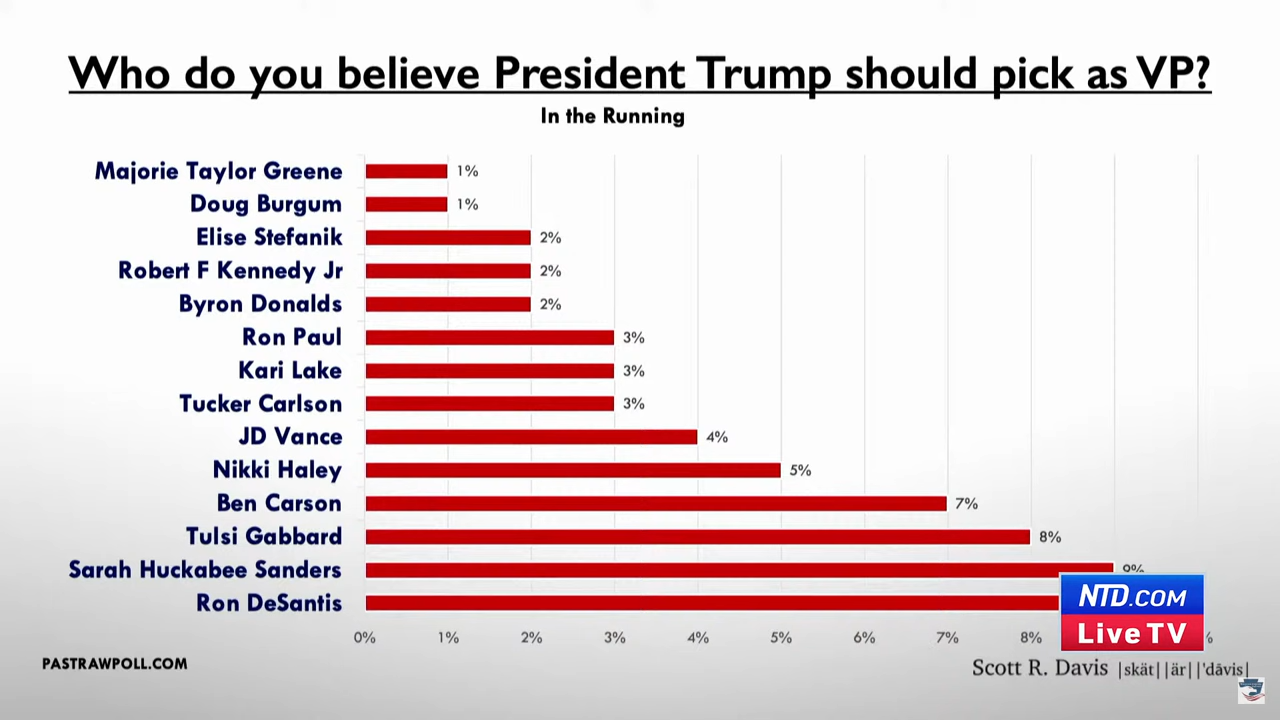 Who do you believe President Trump should pick as VP?
In the Running
Majorie Taylor Greene 1%
Doug Burgum 1%
Elise Stefanik 2%
Robert F Kennedy Jr 2%
Byron Donalds 2%
Ron Paul 3%
Kari Lake 3%
Tucker Carlson 3%
JD Vance 4%
Nikki Haley 5%
Ben Carson 7%
Tulsi Gabbard 8%
Sarah Huckabee Sanders 9%
Ron DeSantis
NTD.COM
LiveTV
0% 1% 2% 3% 4% 5% 6% 7% 8% %
PASTRAWPOLL.COM
Scott R. Davis |skät||är||'dāvis|